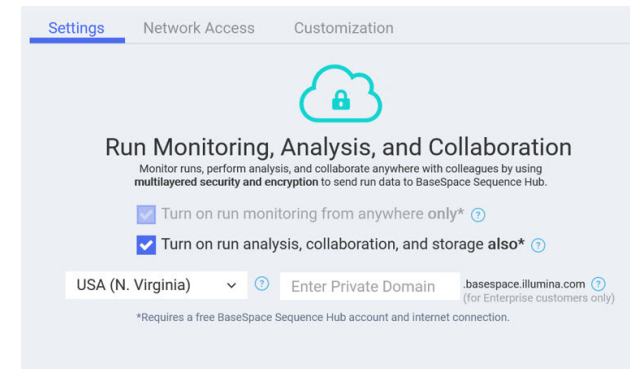 Settings Network Access Customization
Run Monitoring, Analysis, and Collaboration
Monitor runs, perform analysis, and collaborate anywhere with colleagues by using
multilayered security and encryption to send run data to BaseSpace Sequence Hub.
Turn on run monitoring from anywhere only* ?
Turn on run analysis, collaboration, and storage also* ?
USA (N. Virginia) ? Enter Private Domain .basespace.illumina.com ?
(for Enterprise customers only)
*Requires a free BaseSpace Sequence Hub account and internet connection.